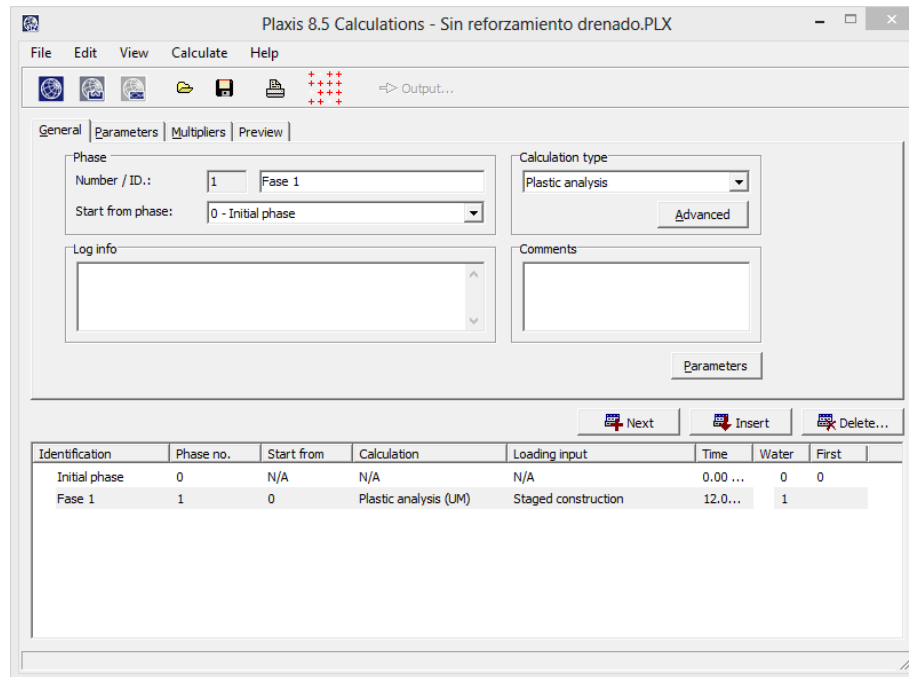 Plaxis 8.5 Calculations - Sin reforzamiento drenado.PLX
File Edit View Calculate Help
Output...
General Parameters Multipliers Preview
Phase
Number / ID.: 1 Fase 1
Start from phase: 0 - Initial phase
Calculation type
Plastic analysis
Advanced
Log info
Comments
Parameters
Next Insert Delete...
Identification Phase no. Start from Calculation Loading input Time Water First
Initial phase 0 N/A N/A N/A 0.00 ... 0 0
Fase 1 1 0 Plastic analysis (UM) Staged construction 12.0... 1